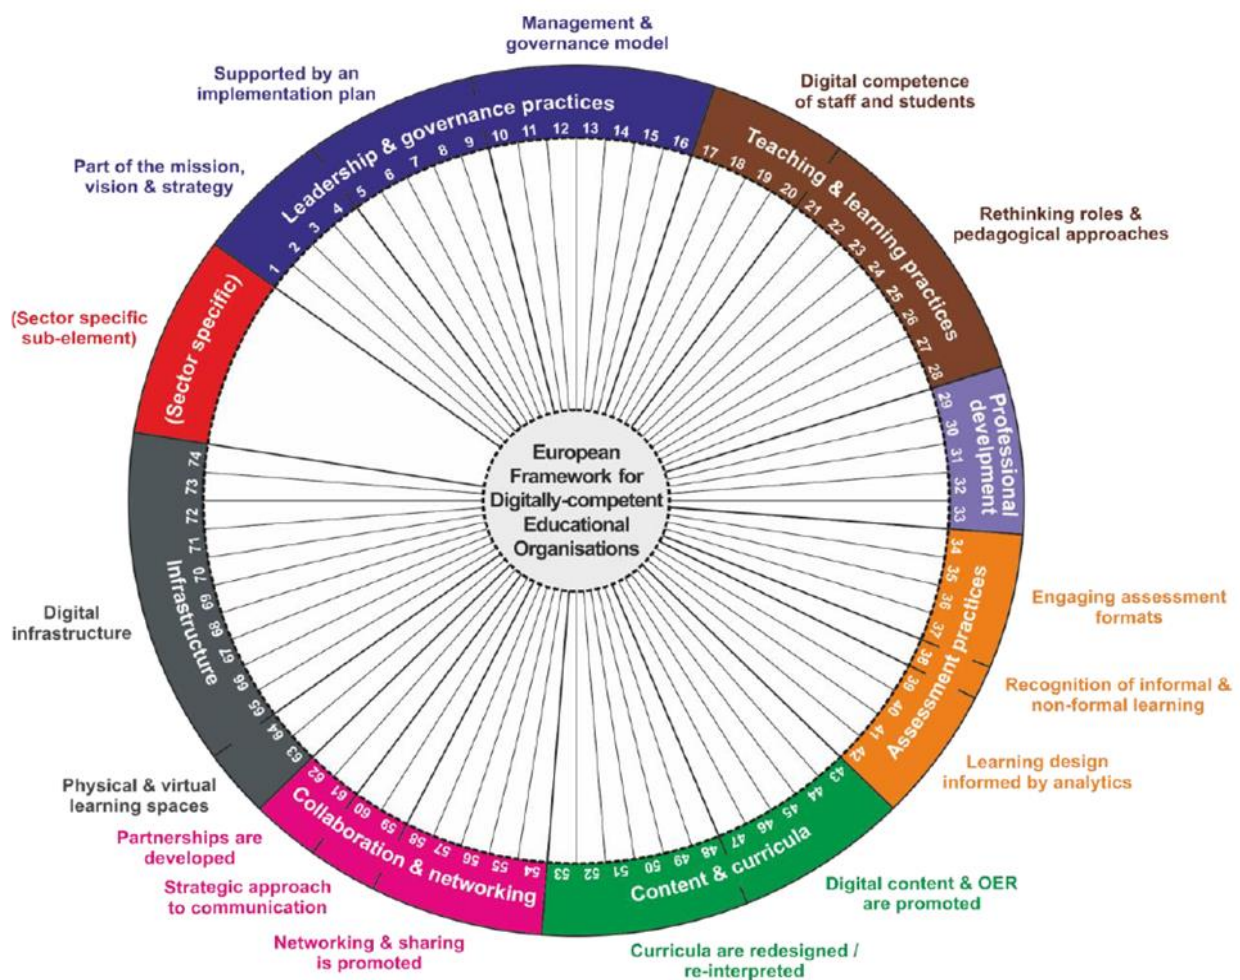 Management &
governance model
Supported by an
implementation plan
Digital competence
of staff and students
Part of the mission,
vision & strategy
Rethinking roles &
pedagogical approaches
(Sector specific
sub-element)
Leadership & governance practices
Teaching & learning practices
Professional
develpment
Assessment practices
Content & curricula
Collaboration & networking
Infrastructure
(Sector specific)
1
2
3
4
5
6
7
8
9
10
11
12
13
14
15
16
17
18
19
20
21
22
23
24
25
26
27
28
29
30
31
32
33
34
35
36
37
38
39
40
41
42
43
44
45
46
47
48
49
50
51
52
53
54
55
56
57
58
59
60
61
62
63
64
65
66
67
68
69
70
71
72
73
74
European
Framework for
Digitally-competent
Educational
Organisations
Engaging assessment
formats
Recognition of informal &
non-formal learning
Learning design
informed by analytics
Digital content & OER
are promoted
Curricula are redesigned /
re-interpreted
Networking & sharing
is promoted
Strategic approach
to communication
Partnerships are
developed
Physical & virtual
learning spaces
Digital
infrastructure